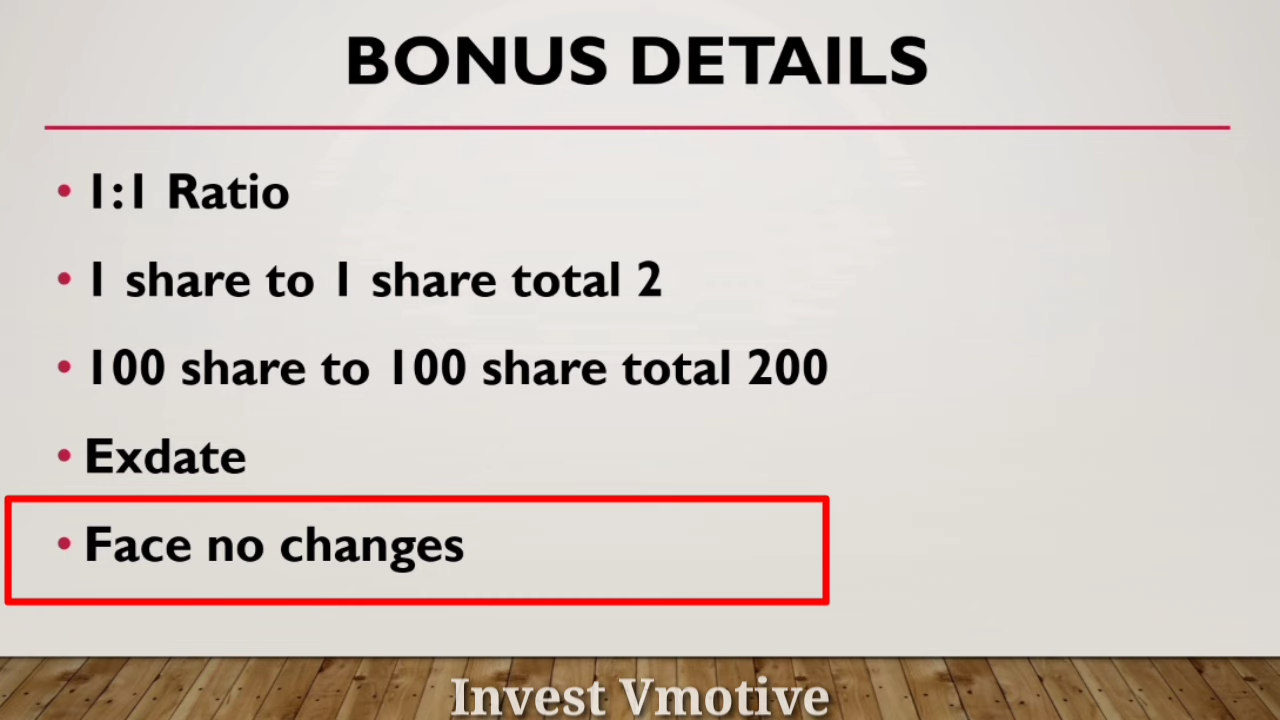 BONUS DETAILS
• 1:1 Ratio
• 1 share to 1 share total 2
• 100 share to 100 share total 200
• Exdate
• Face no changes
Invest Vmotive